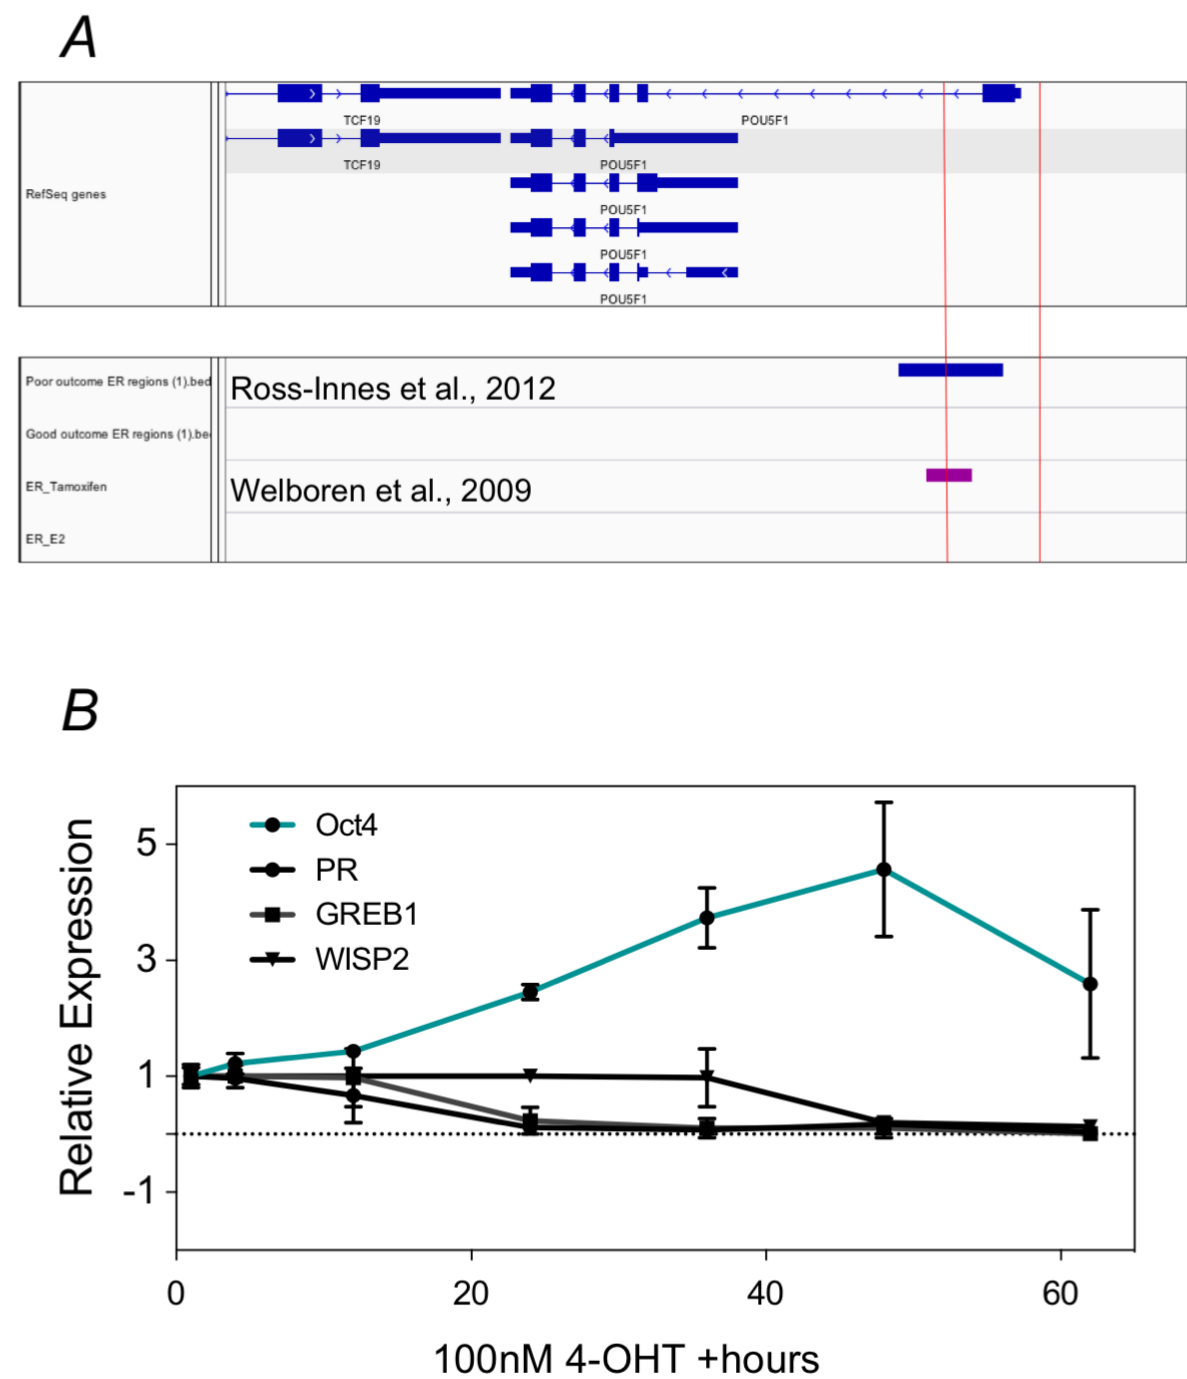 A
TCF19 POU5F1
TCF19 POU5F1
RefSeq genes
POU5F1
POU5F1
POU5F1
Poor outcome ER regions (1).bed
Ross-Innes et al., 2012
Good outcome ER regions (1).be
ER_Tamoxifen
Welboren et al., 2009
ER_E2
B
Relative Expression
5
3
1
-1
Oct4
PR
GREB1
WISP2
0 20 40 60
100nM 4-OHT +hours